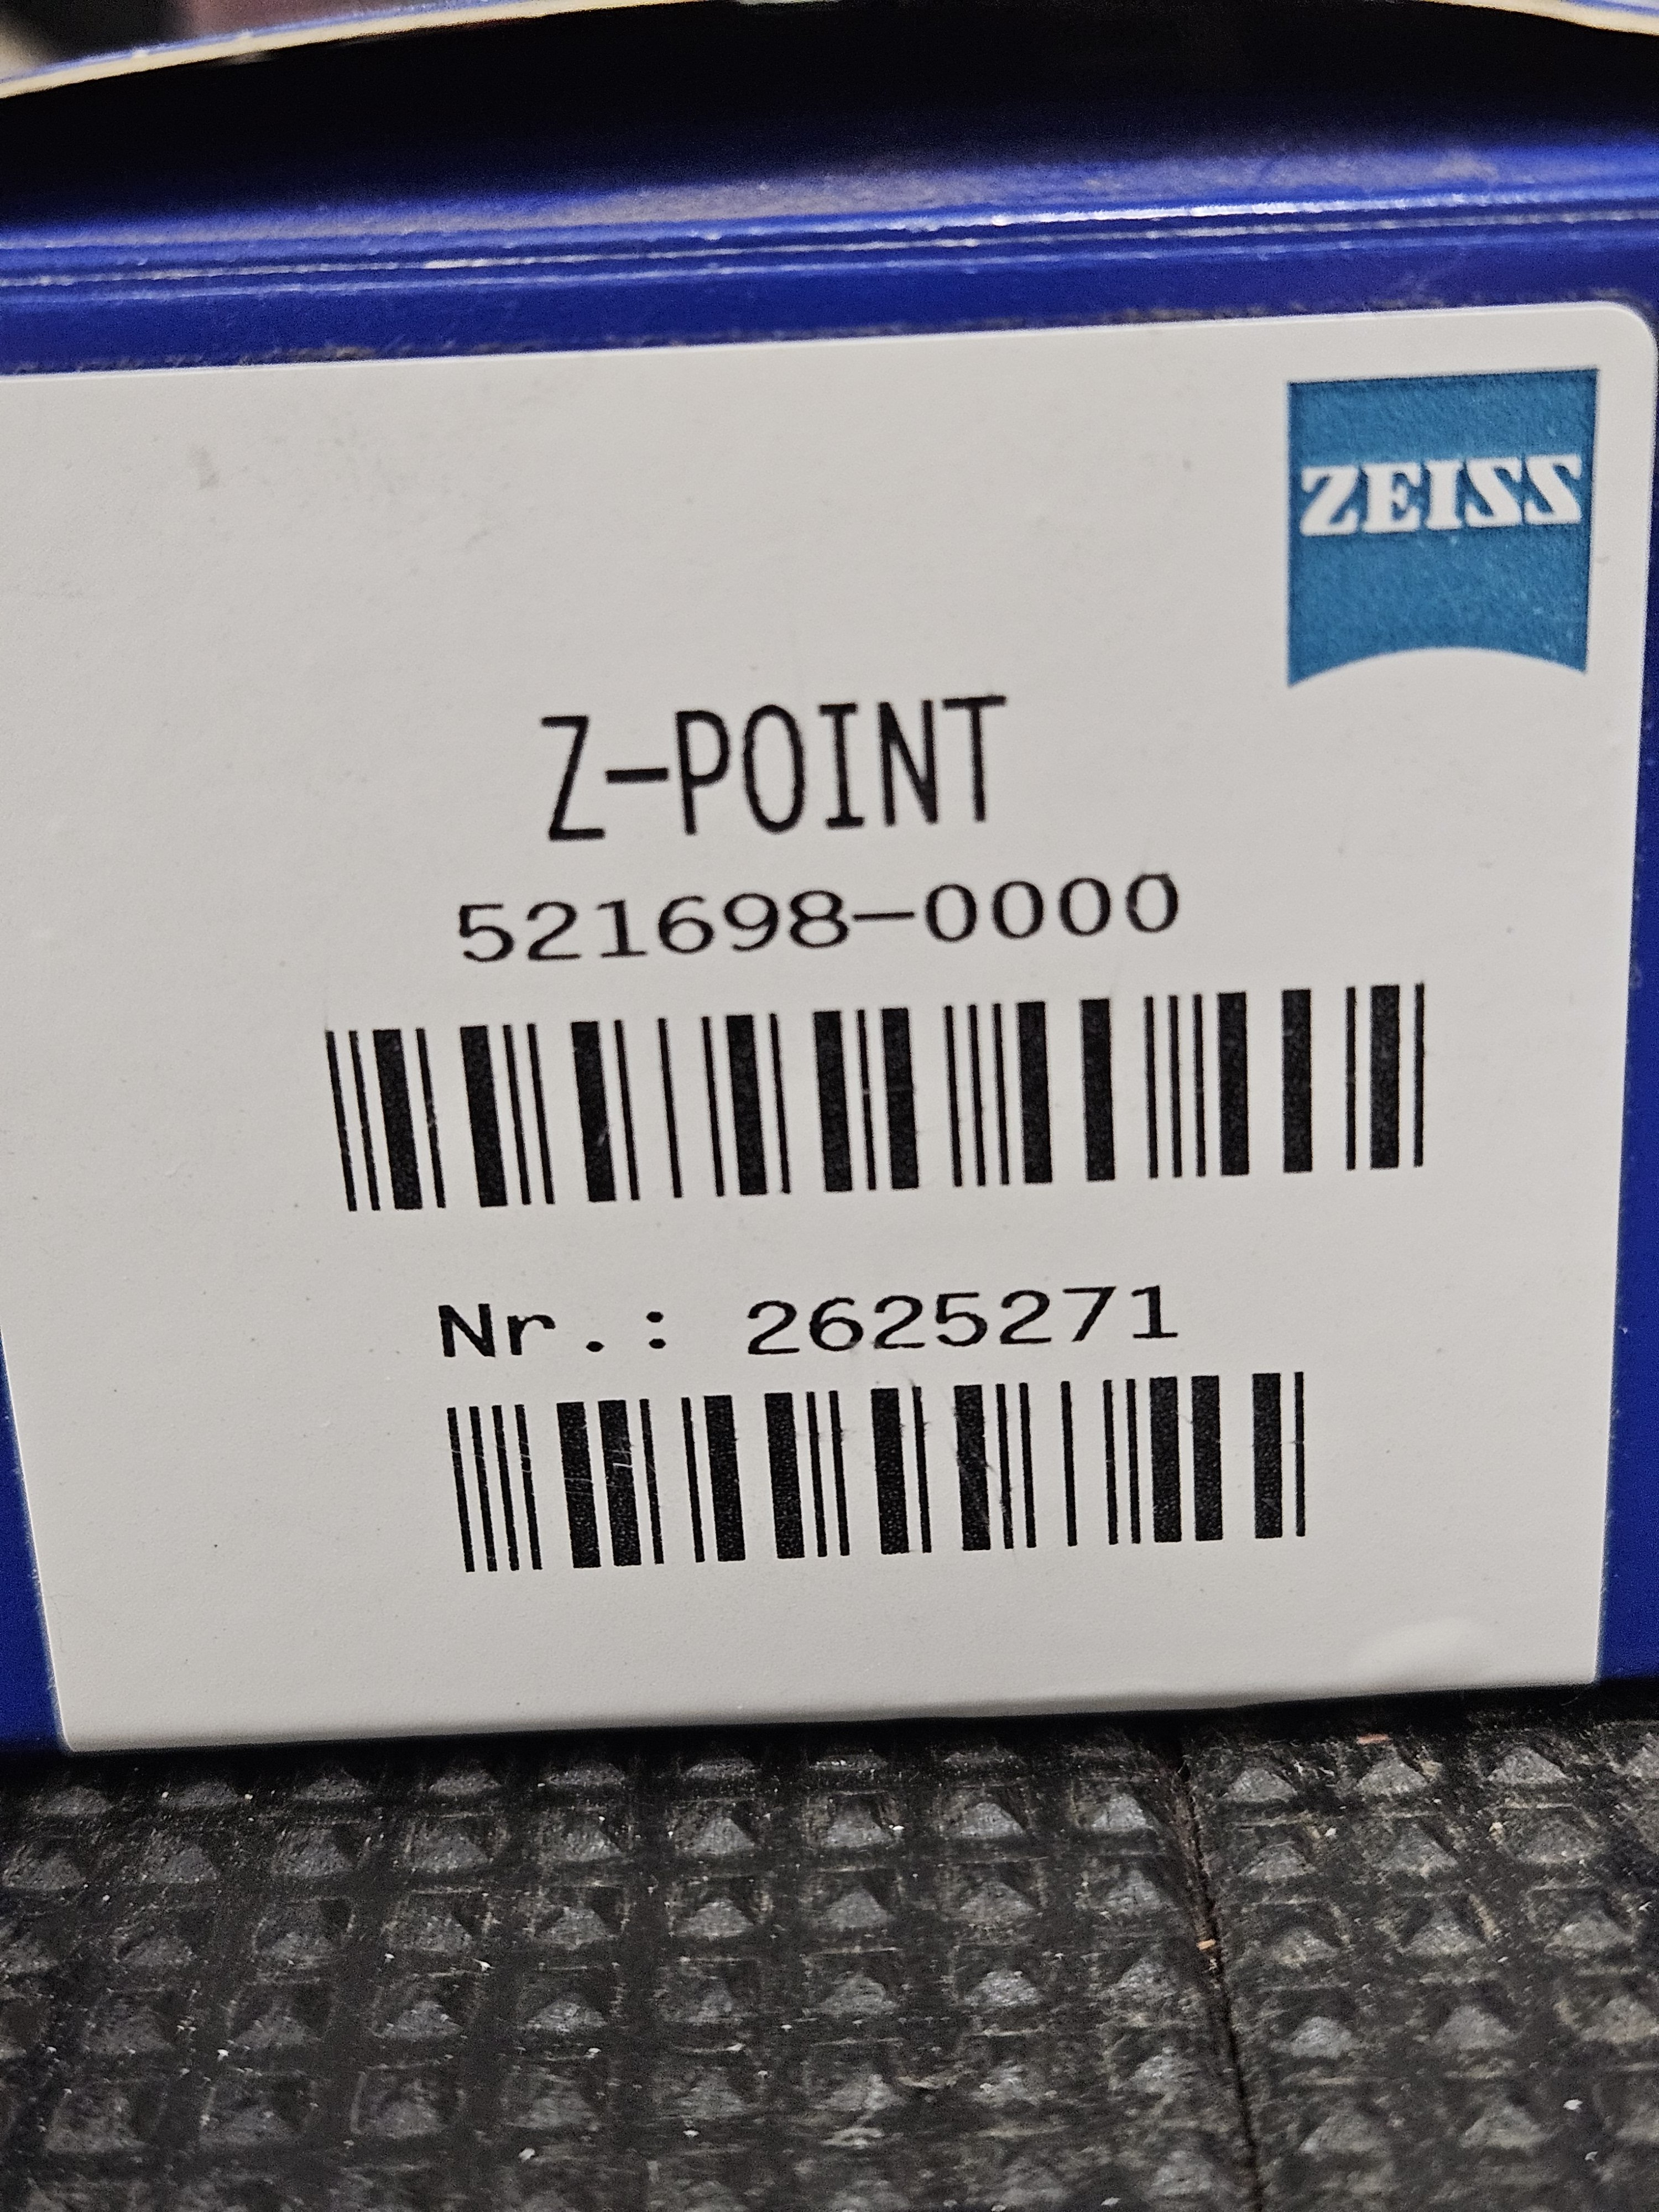 ZEISS
Z-POINT
521698-0000
Nr.: 2625271